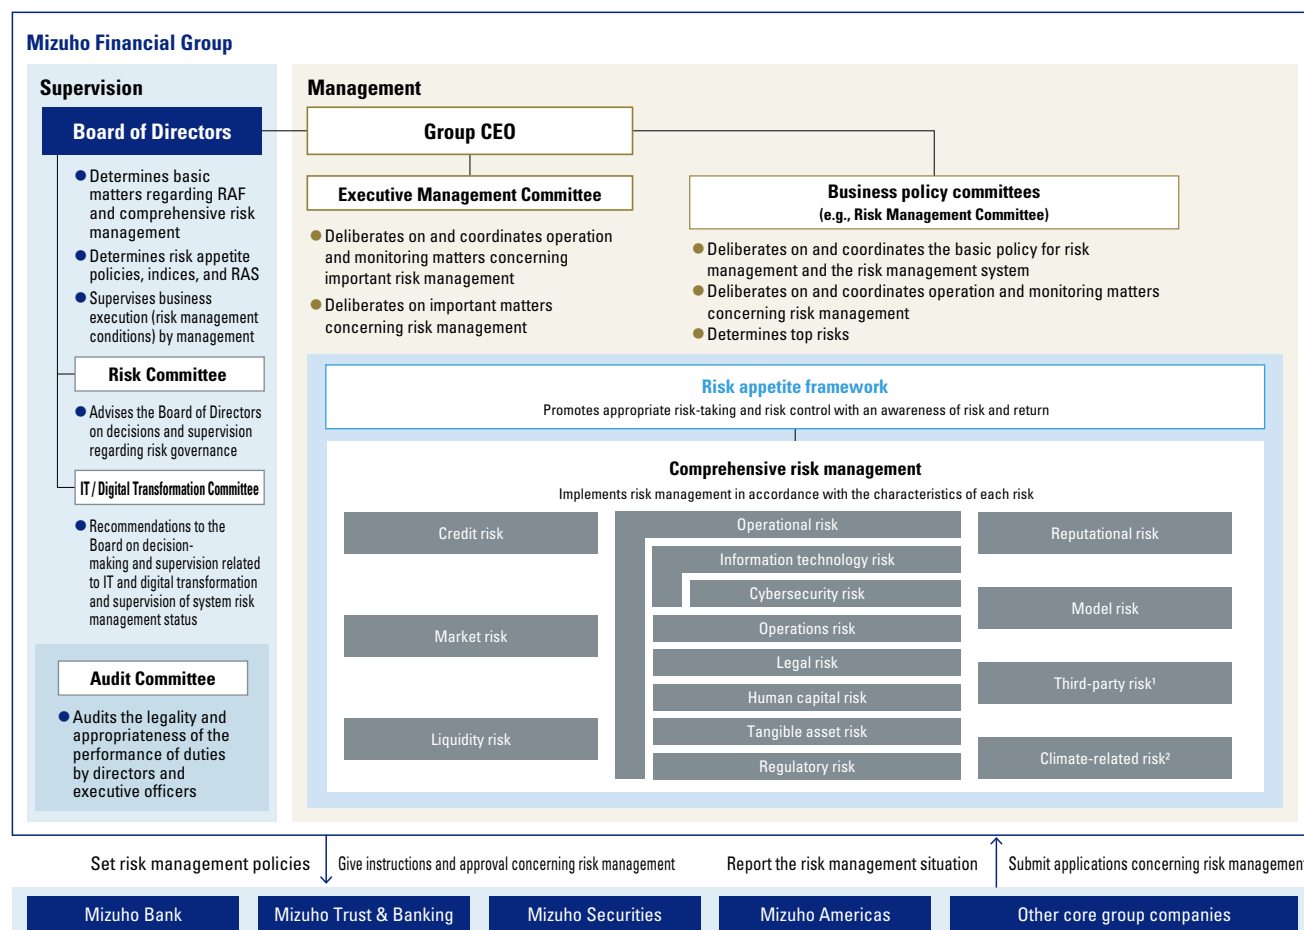 Mizuho Financial Group
Supervision
Board of Directors
● Determines basic
matters regarding RAF
and comprehensive risk
management
● Determines risk appetite
policies, indices, and RAS
● Supervises business
execution (risk management
conditions) by management
Risk Committee
● Advises the Board of Directors
on decisions and supervision
regarding risk governance
IT / Digital Transformation Committee
● Recommendations to the
Board on decision-
making and supervision related
to IT and digital transformation
and supervision of system risk
management status
Audit Committee
● Audits the legality and
appropriateness of the
performance of duties
by directors and
executive officers
Management
Group CEO
Executive Management Committee
● Deliberates on and coordinates operation
and monitoring matters concerning
important risk management
● Deliberates on important matters
concerning risk management
Business policy committees
(e.g., Risk Management Committee)
● Deliberates on and coordinates the basic policy for risk
management and the risk management system
● Deliberates on and coordinates operation and monitoring matters
concerning risk management
● Determines top risks
Risk appetite framework
Promotes appropriate risk-taking and risk control with an awareness of risk and return
Comprehensive risk management
Implements risk management in accordance with the characteristics of each risk
Credit risk
Market risk
Liquidity risk
Operational risk
Information technology risk
Cybersecurity risk
Operations risk
Legal risk
Human capital risk
Tangible asset risk
Regulatory risk
Reputational risk
Model risk
Third-party risk¹
Climate-related risk²
Set risk management policies
Give instructions and approval concerning risk management
Report the risk management situation
Submit applications concerning risk management
Mizuho Bank
Mizuho Trust & Banking
Mizuho Securities
Mizuho Americas
Other core group companies